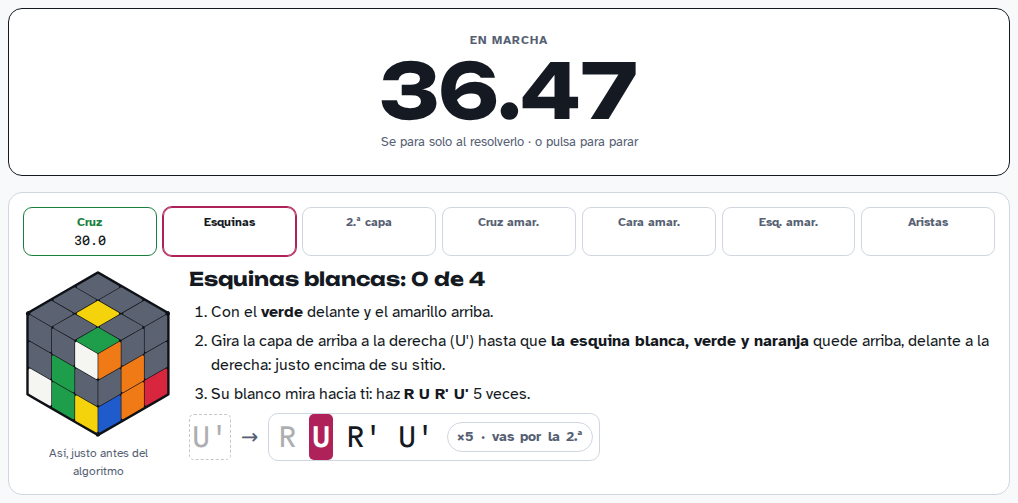 EN MARCHA
36.47
Se para solo al resolverlo · o pulsa para parar
Cruz
30.0
Esquinas
2.ª capa
Cruz amar.
Cara amar.
Esq. amar.
Aristas
Esquinas blancas: 0 de 4
1. Con el verde delante y el amarillo arriba.
2. Gira la capa de arriba a la derecha (U') hasta que la esquina blanca, verde y naranja quede arriba, delante a la
derecha: justo encima de su sitio.
3. Su blanco mira hacia ti: haz R U R' U' 5 veces.
U' → R U R' U' ×5 · vas por la 2.ª
Así, justo antes del
algoritmo